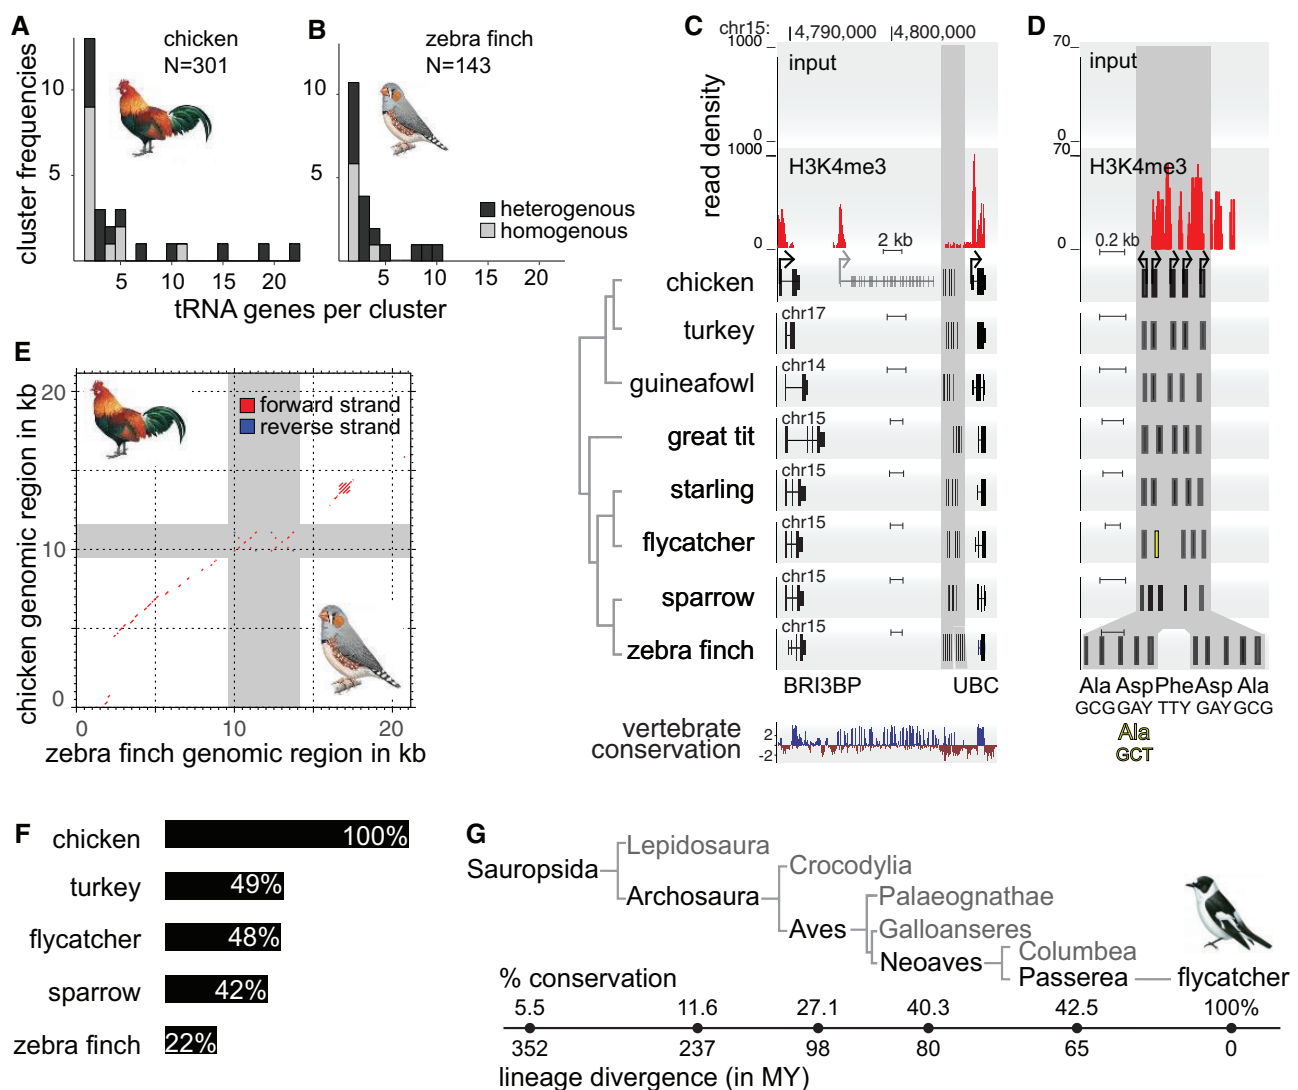 A
chicken
N=301
cluster frequencies
10
5
5 10 15 20
B
zebra finch
N=143
10
5
heterogenous
homogenous
5 10 15 20
tRNA genes per cluster
C
chr15: 4,790,000 4,800,000
1000
input
0
read density
1000
H3K4me3
0
2 kb
chicken
turkey
chr17
guineafowl
chr14
great tit
chr15
starling
chr15
flycatcher
chr15
sparrow
chr15
zebra finch
chr15
BRI3BP UBC
vertebrate
conservation
2
-2
D
70
input
0
70
H3K4me3
0
0.2 kb
Ala Asp Phe Asp Ala
GCG GAY TTY GAY GCG
Ala
GCT
E
chicken genomic region in kb
20
10
0
forward strand
reverse strand
0 10 20
zebra finch genomic region in kb
F
chicken 100%
turkey 49%
flycatcher 48%
sparrow 42%
zebra finch 22%
G
Sauropsida
Lepidosaura
Archosaura
Crocodylia
Aves
Palaeognathae
Galloanseres
Neoaves
Columbea
Passerea
flycatcher
% conservation
5.5 11.6 27.1 40.3 42.5 100%
352 237 98 80 65 0
lineage divergence (in MY)